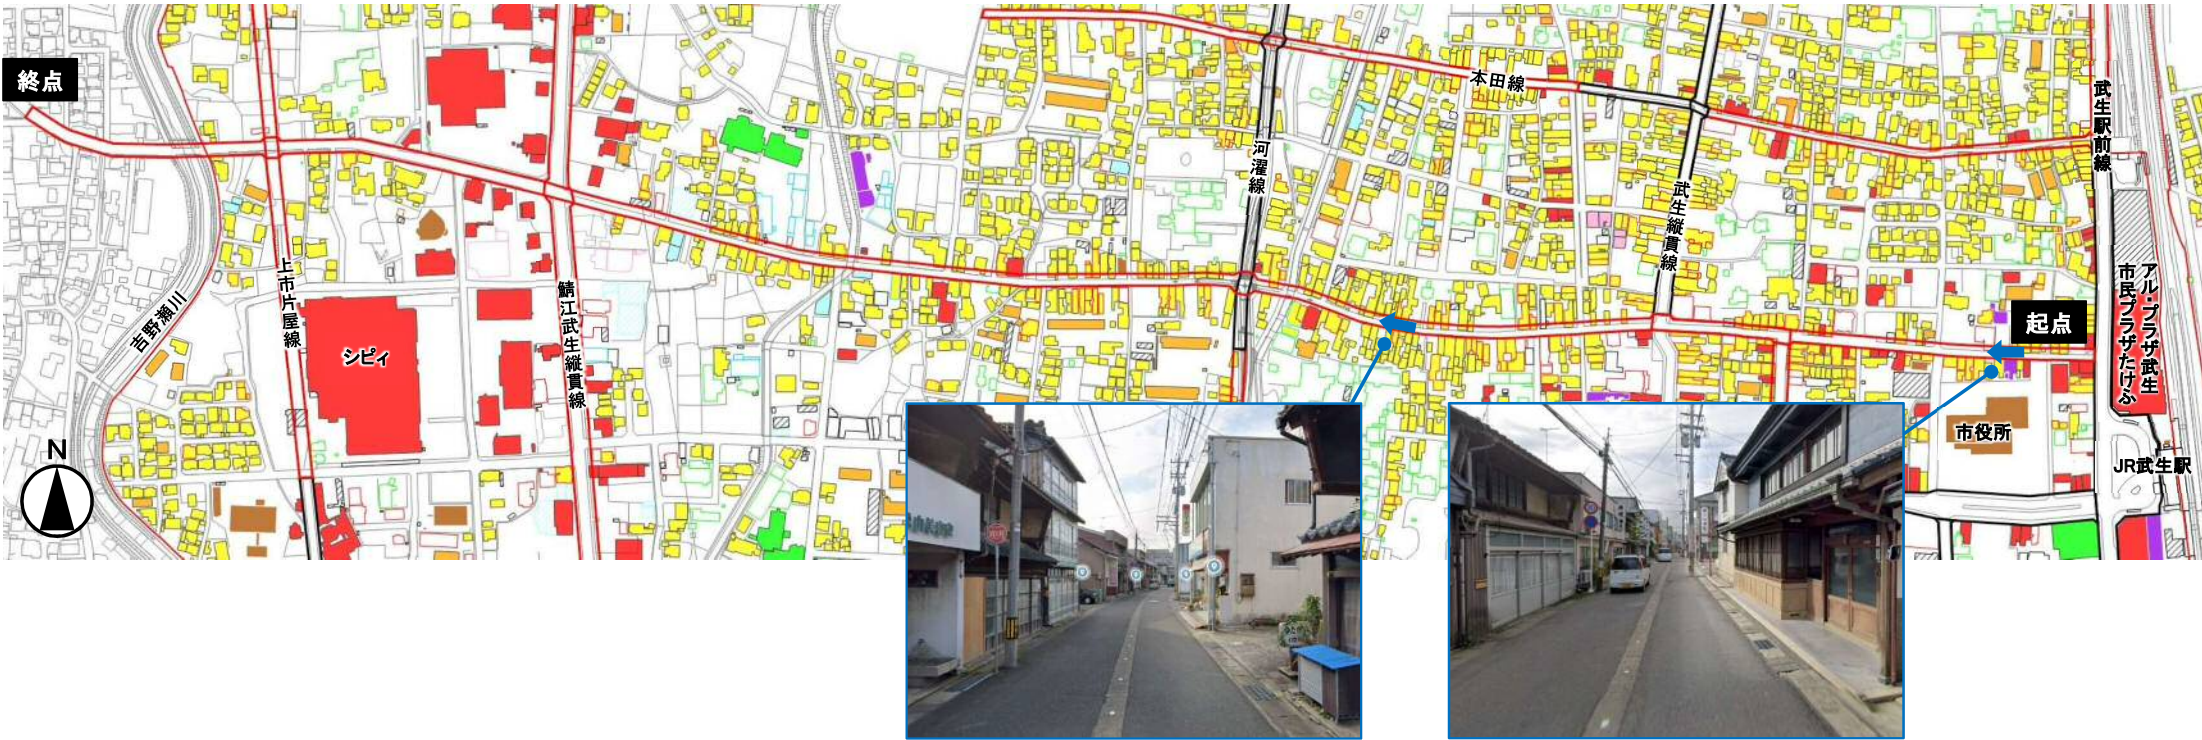 終点
本田線
武生駅前線
河濯線
武生縦貫線
上市片屋線
鯖江武生縦貫線
吉野瀬川
シピィ
アル・プラザ武生
市民プラザたけふ
起点
市役所
JR武生駅
N